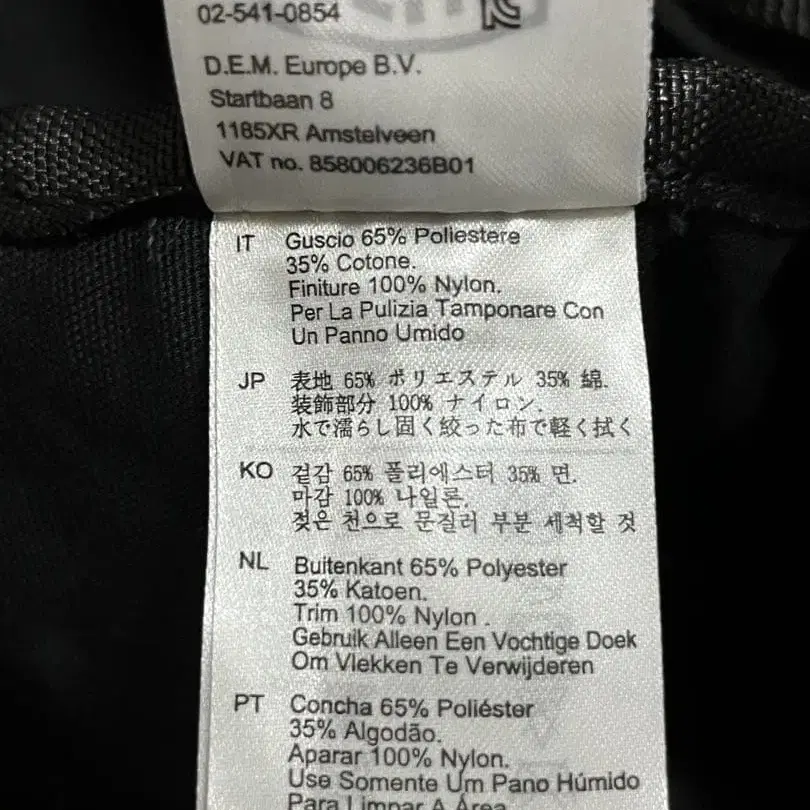 02-541-0854
D.E.M. Europe B.V.
Startbaan 8
1185XR Amstelveen
VAT no. 858006236B01
IT Guscio 65% Poliestere
35% Cotone.
Finiture 100% Nylon.
Per La Pulizia Tamponare Con
Un Panno Umido
JP 表地 65% ポリエステル 35% 綿.
装飾部分 100% ナイロン.
水で濡らし固く絞った布で軽く拭く
KO 겉감 65% 폴리에스터 35% 면.
마감 100% 나일론.
젖은 천으로 문질러 부분 세척할 것
NL Buitenkant 65% Polyester
35% Katoen.
Trim 100% Nylon .
Gebruik Alleen Een Vochtige Doek
Om Vlekken Te Verwijderen
PT Concha 65% Poliéster
35% Algodão.
Aparar 100% Nylon.
Use Somente Um Pano Húmido
Para Limpar A Área